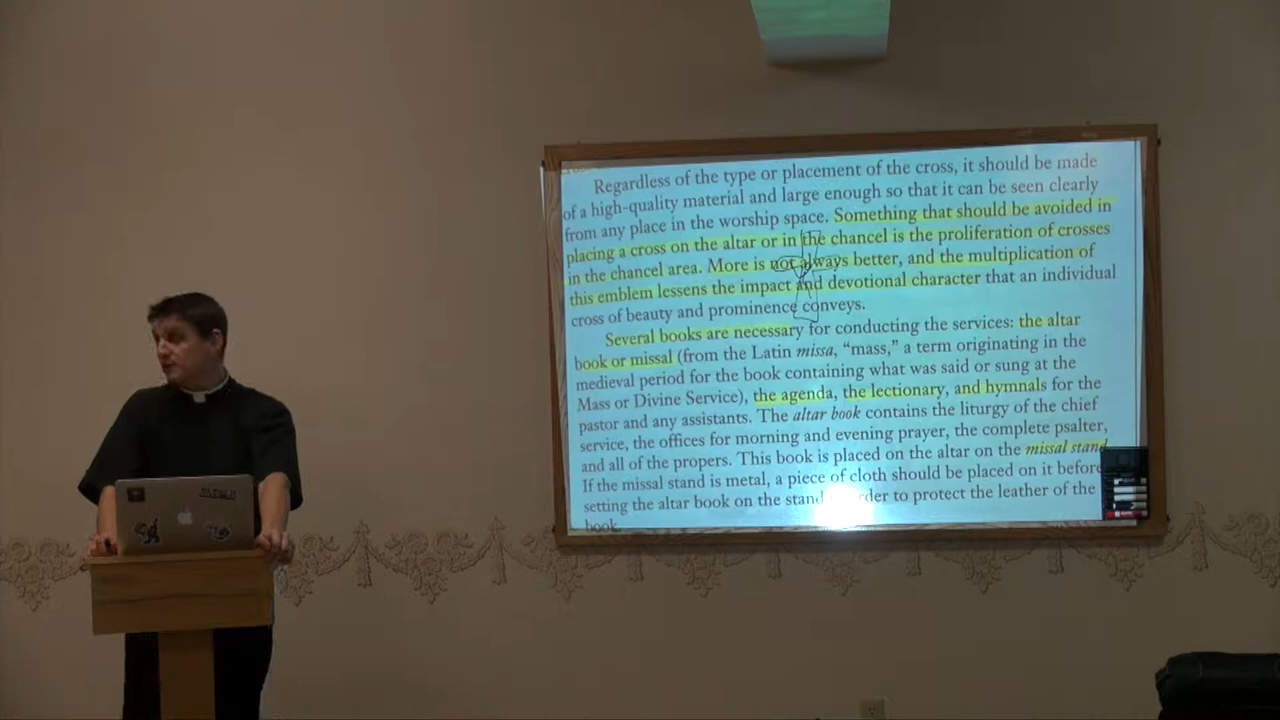 Regardless of the type or placement of the cross, it should be made
of a high-quality material and large enough so that it can be seen clearly
from any place in the worship space. Something that should be avoided in
placing a cross on the altar or in the chancel is the proliferation of crosses
in the chancel area. More is not always better, and the multiplication of
this emblem lessens the impact and devotional character that an individual
cross of beauty and prominence conveys.
Several books are necessary for conducting the services: the altar
book or missal (from the Latin missa, “mass,” a term originating in the
medieval period for the book containing what was said or sung at the
Mass or Divine Service), the agenda, the lectionary, and hymnals for the
pastor and any assistants. The altar book contains the liturgy of the chief
service, the offices for morning and evening prayer, the complete psalter,
and all of the propers. This book is placed on the altar on the missal stand
If the missal stand is metal, a piece of cloth should be placed on it before
setting the altar book on the stand order to protect the leather of the
book.